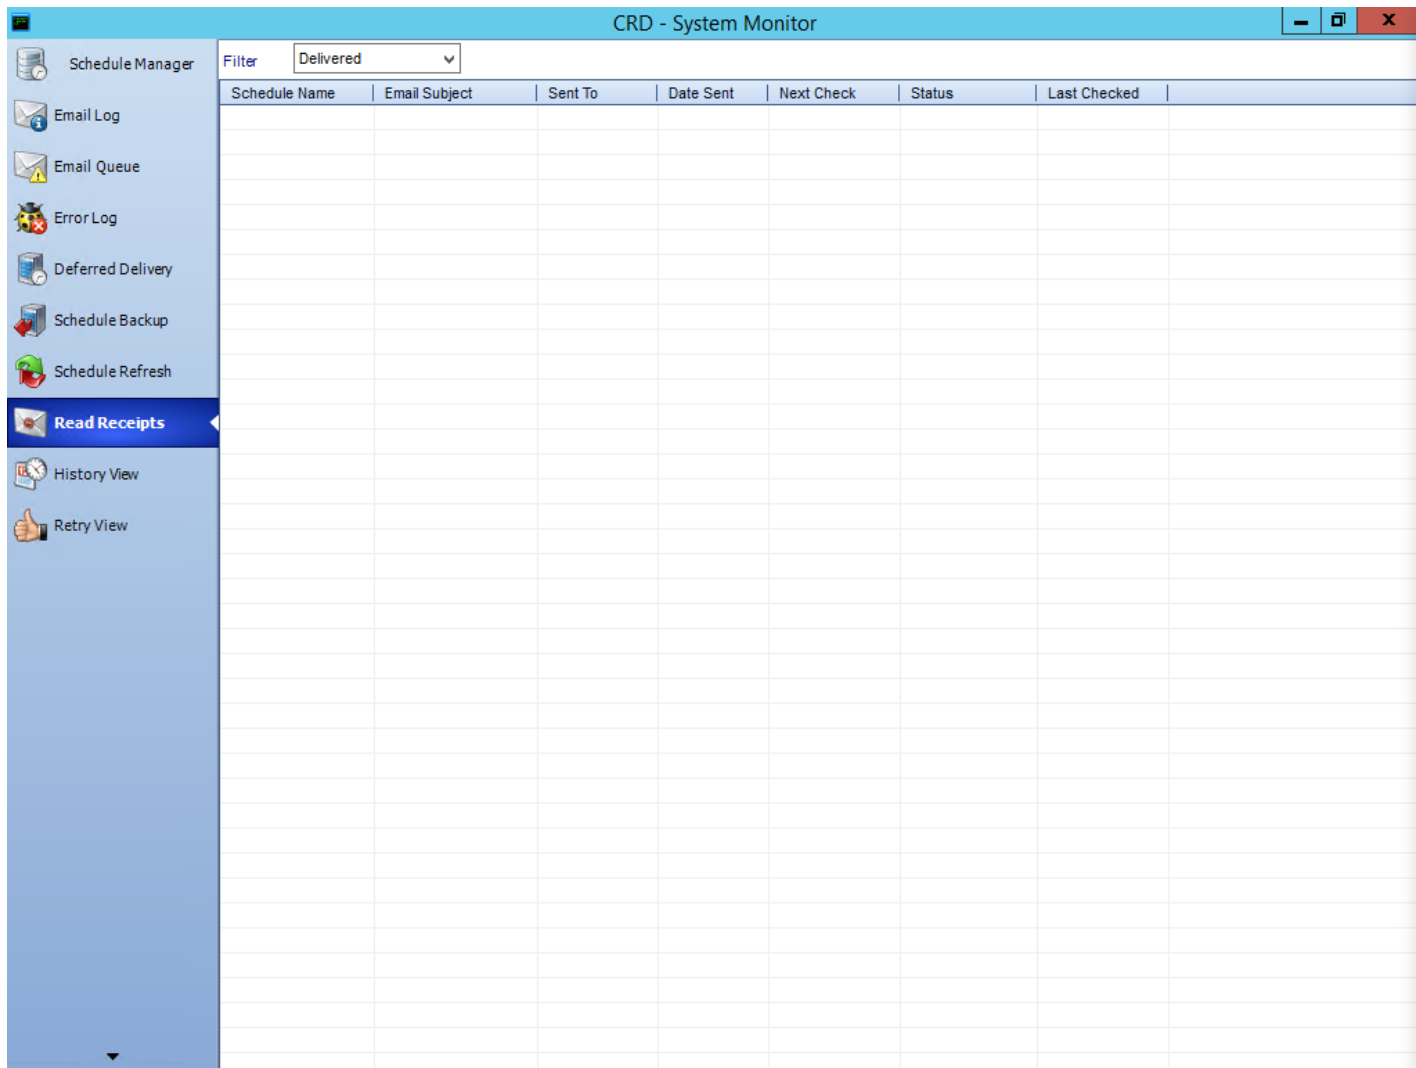 CRD - System Monitor
Schedule Manager
Email Log
Email Queue
Error Log
Deferred Delivery
Schedule Backup
Schedule Refresh
Read Receipts
History View
Retry View
Filter Delivered
Schedule Name Email Subject Sent To Date Sent Next Check Status Last Checked